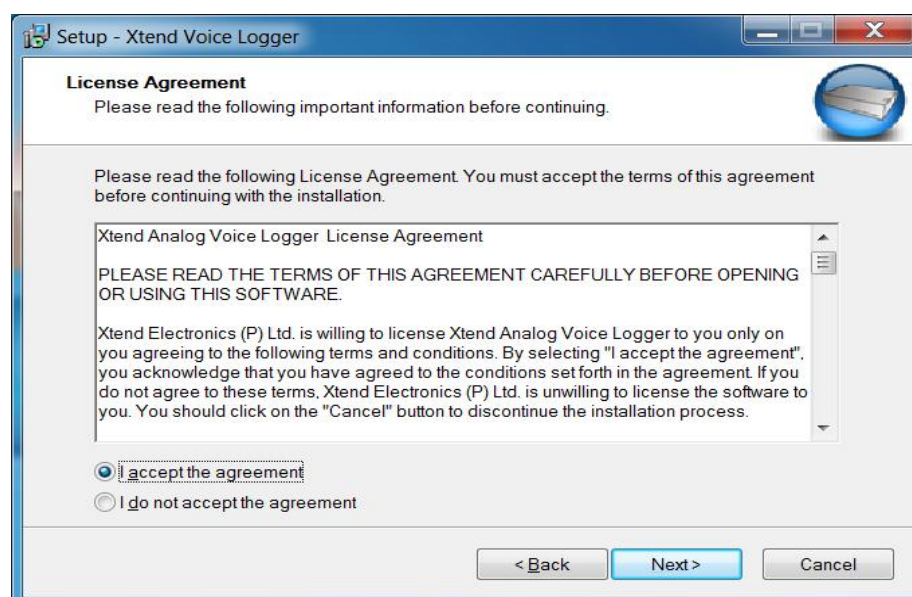 Setup - Xtend Voice Logger
License Agreement
Please read the following important information before continuing.
Please read the following License Agreement. You must accept the terms of this agreement
before continuing with the installation.
Xtend Analog Voice Logger License Agreement
PLEASE READ THE TERMS OF THIS AGREEMENT CAREFULLY BEFORE OPENING
OR USING THIS SOFTWARE.
Xtend Electronics (P) Ltd. is willing to license Xtend Analog Voice Logger to you only on
you agreeing to the following terms and conditions. By selecting "I accept the agreement",
you acknowledge that you have agreed to the conditions set forth in the agreement. If you
do not agree to these terms, Xtend Electronics (P) Ltd. is unwilling to license the software to
you. You should click on the "Cancel" button to discontinue the installation process.
I accept the agreement
I do not accept the agreement
< Back Next > Cancel